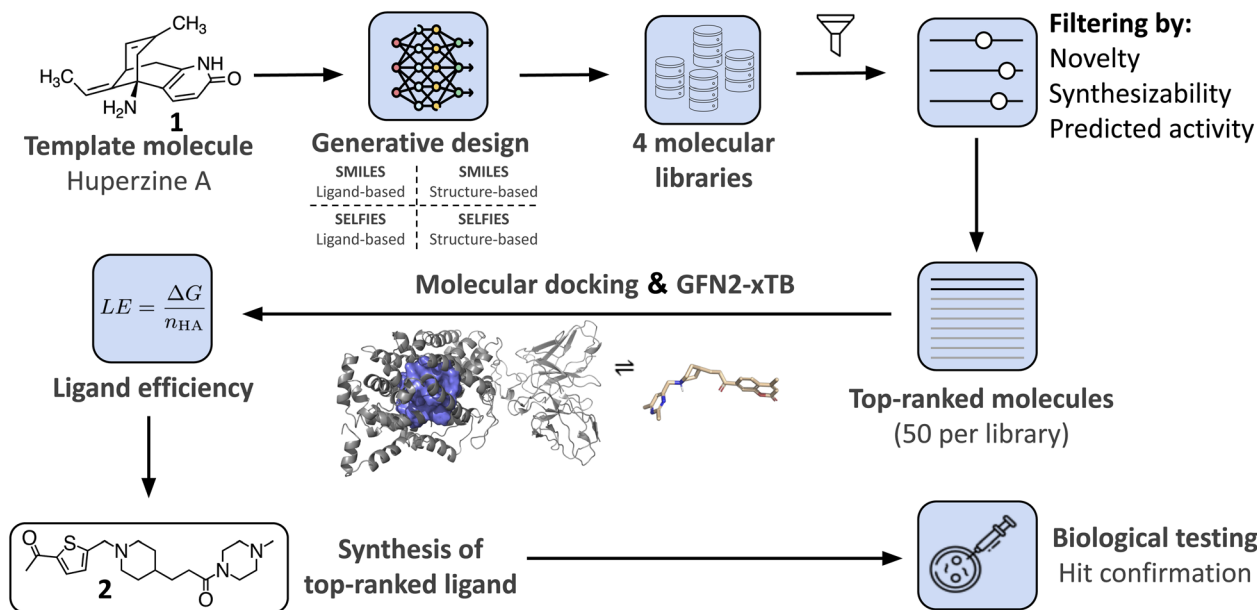 CH₃
H₃C
NH
O
H₂N
1
Template molecule
Huperzine A
Generative design
SMILES
Ligand-based
SMILES
Structure-based
SELFIES
Ligand-based
SELFIES
Structure-based
4 molecular
libraries
Filtering by:
Novelty
Synthesizability
Predicted activity
Top-ranked molecules
(50 per library)
Molecular docking & GFN2-xTB
⇌
LE = ΔG / n_HA
Ligand efficiency
O
S
N
O
N
N
2
Synthesis of
top-ranked ligand
Biological testing
Hit confirmation